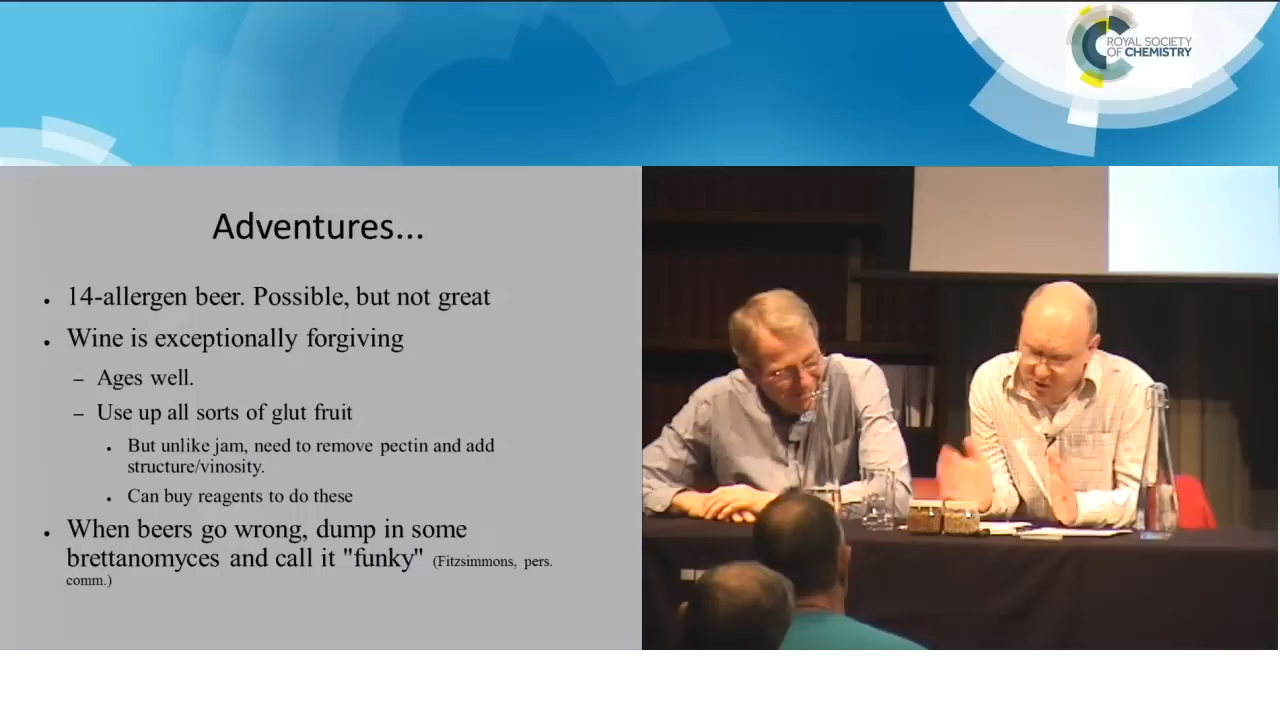 ROYAL SOCIETY
OF CHEMISTRY
Adventures...
• 14-allergen beer. Possible, but not great
• Wine is exceptionally forgiving
– Ages well.
– Use up all sorts of glut fruit
• But unlike jam, need to remove pectin and add
structure/vinosity.
• Can buy reagents to do these
• When beers go wrong, dump in some
brettanomyces and call it "funky" (Fitzsimmons, pers.
comm.)